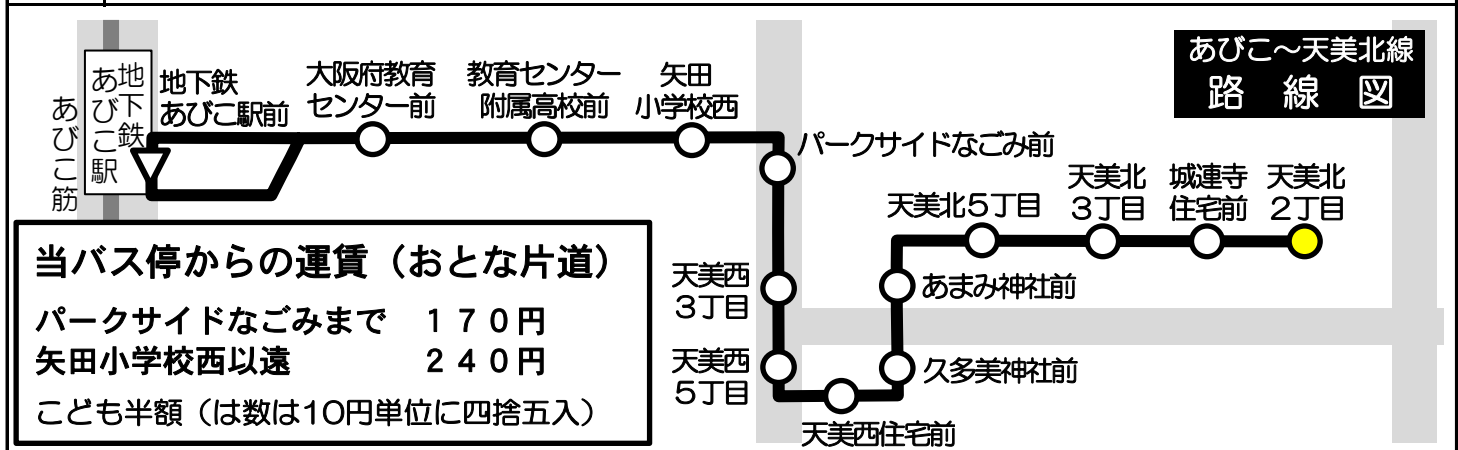 あびこ～天美北線
路線図
あびこ筋
地下鉄
あびこ駅
地下鉄
あびこ駅前
大阪府教育
センター前
教育センター
附属高校前
矢田
小学校西
パークサイドなごみ前
天美西
3丁目
天美西
5丁目
天美西住宅前
久多美神社前
あまみ神社前
天美北5丁目
天美北
3丁目
城連寺
住宅前
天美北
2丁目
当バス停からの運賃（おとな片道）
パークサイドなごみまで　１７０円
矢田小学校西以遠　２４０円
こども半額（は数は10円単位に四捨五入）